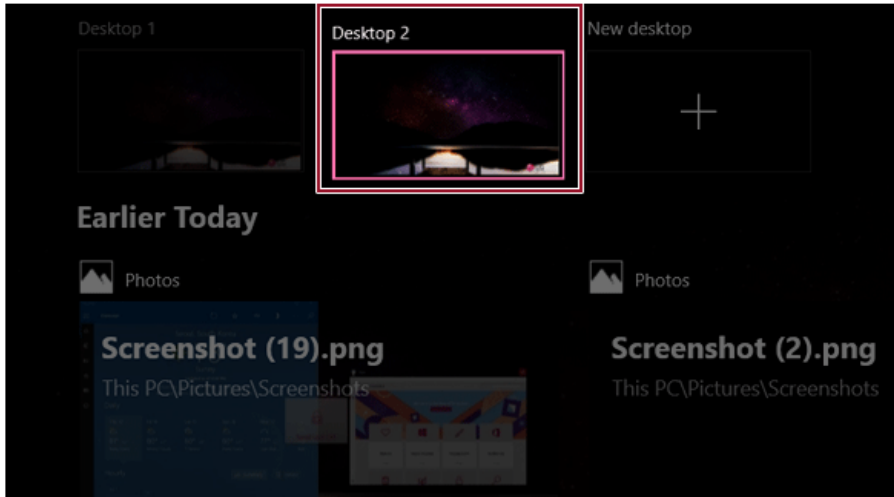 Desktop 1
Desktop 2
New desktop
Earlier Today
Photos
Photos
Screenshot (19).png
Screenshot (2).png
This PC\Pictures\Screenshots
This PC\Pictures\Screenshots